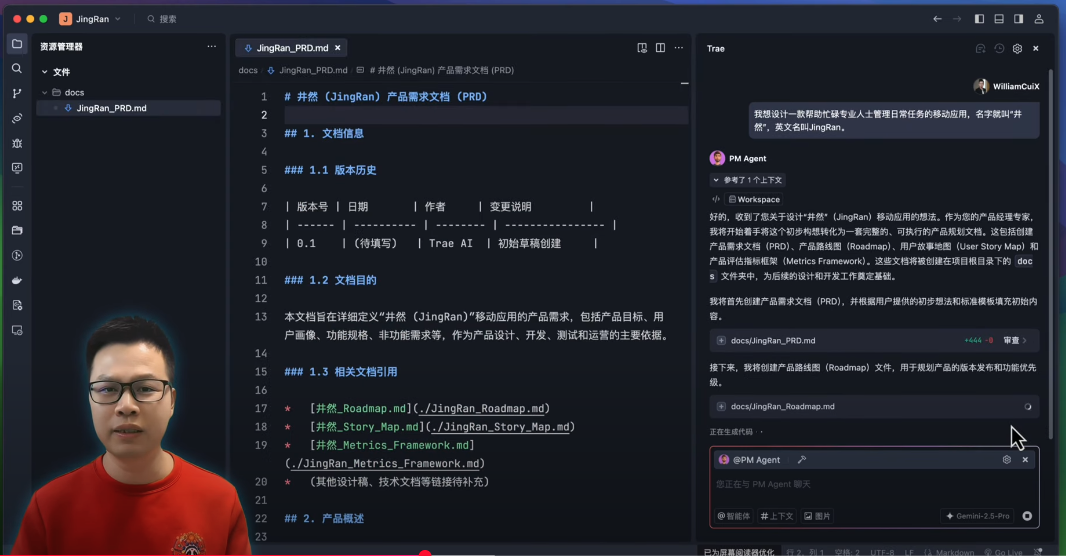 JingRan
搜索
资源管理器
文件
docs
JingRan_PRD.md
JingRan_PRD.md
docs > JingRan_PRD.md > # 井然 (JingRan) 产品需求文档 (PRD)
1 # 井然 (JingRan) 产品需求文档 (PRD)
2
3 ## 1. 文档信息
4
5 ### 1.1 版本历史
6
7 | 版本号 | 日期 | 作者 | 变更说明 |
8 | ------ | ---------- | -------- | ---------------- |
9 | 0.1 | (待填写) | Trae AI | 初始草稿创建 |
10
11 ### 1.2 文档目的
12
13 本文档旨在详细定义“井然 (JingRan)”移动应用的产品需求，包括产品目标、用
户画像、功能规格、非功能需求等，作为产品设计、开发、测试和运营的主要依据。
14
15 ### 1.3 相关文档引用
16
17 * [井然_Roadmap.md](./JingRan_Roadmap.md)
18 * [井然_Story_Map.md](./JingRan_Story_Map.md)
19 * [井然_Metrics_Framework.md]
(./JingRan_Metrics_Framework.md)
20 * (其他设计稿、技术文档等链接待补充)
21
22 ## 2. 产品概述
23
Trae
WilliamCuiX
我想设计一款帮助忙碌专业人士管理日常任务的移动应用，名字就叫“井
然”，英文名叫JingRan。
PM Agent
参考了 1 个上下文
Workspace
好的，收到了您关于设计“井然”（JingRan）移动应用的想法。作为您的产品经理专家，
我将开始着手将这个初步构想转化为一套完整的、可执行的产品规划文档。这包括创建
产品需求文档（PRD）、产品路线图（Roadmap）、用户故事地图（User Story Map）和
产品评估指标框架（Metrics Framework）。这些文档将被创建在项目根目录下的 doc
s 文件夹中，为后续的设计和开发工作奠定基础。
我将首先创建产品需求文档（PRD），并根据用户提供的初步想法和标准模板填充初始内
容。
docs/JingRan_PRD.md +444 -0 审查
接下来，我将创建产品路线图（Roadmap）文件，用于规划产品的版本发布和功能优先
级。
docs/JingRan_Roadmap.md
正在生成代码
@PM Agent
您正在与 PM Agent 聊天
@智能体 # 上下文 图片 Gemini-2.5-Pro
已为屏幕阅读器优化 行 2, 列 1 空格: 2 UTF-8 LF Markdown Go Live